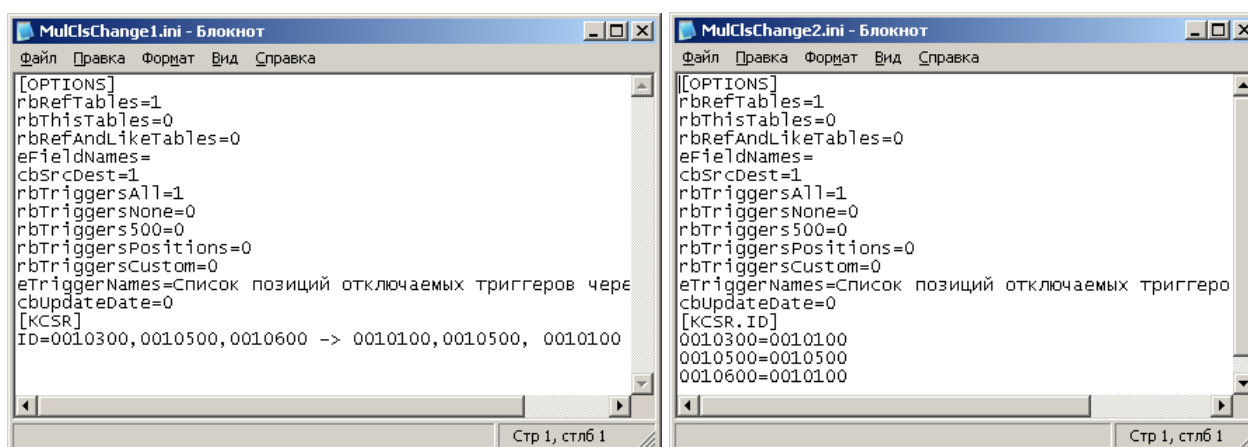 MulClsChange1.ini - Блокнот
Файл Правка Формат Вид Справка
[OPTIONS]
rbRefTables=1
rbThisTables=0
rbRefAndLikeTables=0
eFieldNames=
cbSrcDest=1
rbTriggersAll=1
rbTriggersNone=0
rbTriggers500=0
rbTriggersPositions=0
rbTriggersCustom=0
eTriggerNames=Список позиций отключаемых триггеров чере
cbUpdateDate=0
[KCSR]
ID=0010300,0010500,0010600 -> 0010100,0010500, 0010100
Стр 1, стлб 1
MulClsChange2.ini - Блокнот
Файл Правка Формат Вид Справка
[OPTIONS]
rbRefTables=1
rbThisTables=0
rbRefAndLikeTables=0
eFieldNames=
cbSrcDest=1
rbTriggersAll=1
rbTriggersNone=0
rbTriggers500=0
rbTriggersPositions=0
rbTriggersCustom=0
eTriggerNames=Список позиций отключаемых триггеро
cbUpdateDate=0
[KCSR.ID]
0010300=0010100
0010500=0010500
0010600=0010100
Стр 1, стлб 1